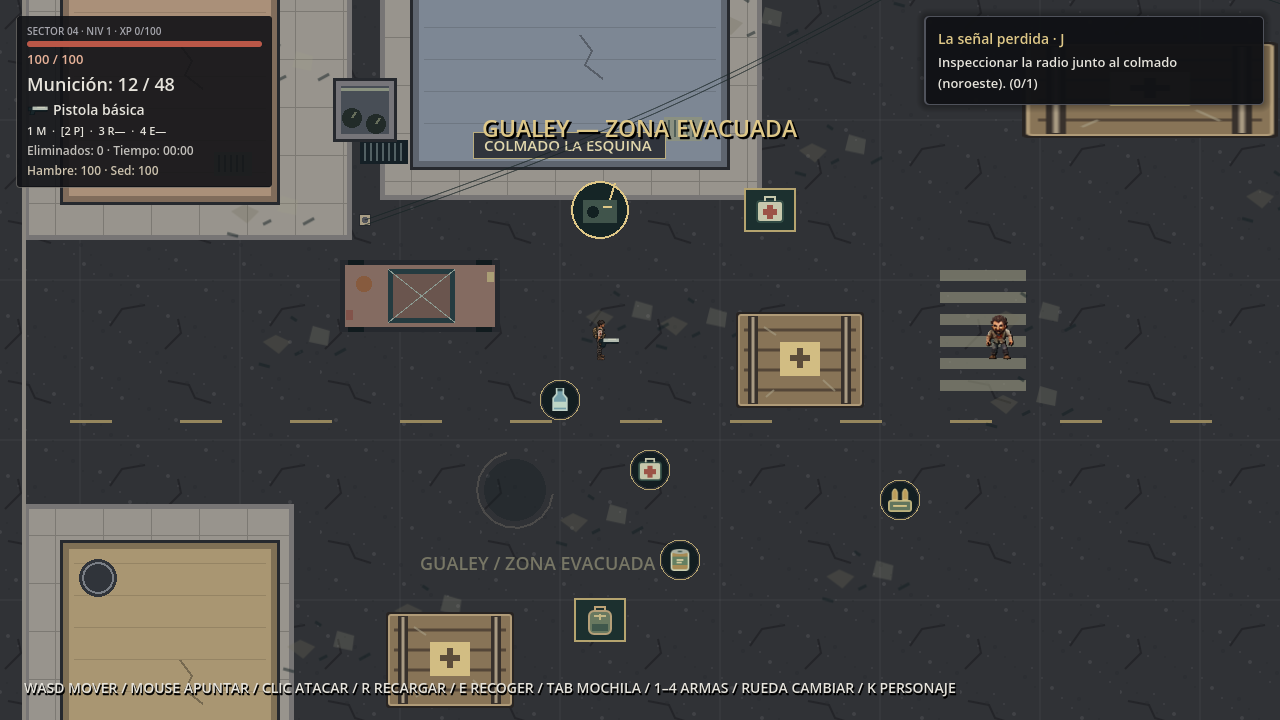 SECTOR 04 · NIV 1 · XP 0/100
100 / 100
Munición: 12 / 48
Pistola básica
1 M · [2 P] · 3 R— · 4 E—
Eliminados: 0 · Tiempo: 00:00
Hambre: 100 · Sed: 100
La señal perdida · J
Inspeccionar la radio junto al colmado
(noroeste). (0/1)
GUALEY — ZONA EVACUADA
COLMADO LA ESQUINA
GUALEY / ZONA EVACUADA
WASD MOVER / MOUSE APUNTAR / CLIC ATACAR / R RECARGAR / E RECOGER / TAB MOCHILA / 1–4 ARMAS / RUEDA CAMBIAR / K PERSONAJE